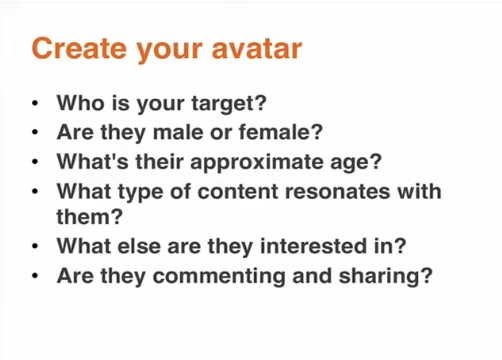 Create your avatar
• Who is your target?
• Are they male or female?
• What's their approximate age?
• What type of content resonates with
them?
• What else are they interested in?
• Are they commenting and sharing?